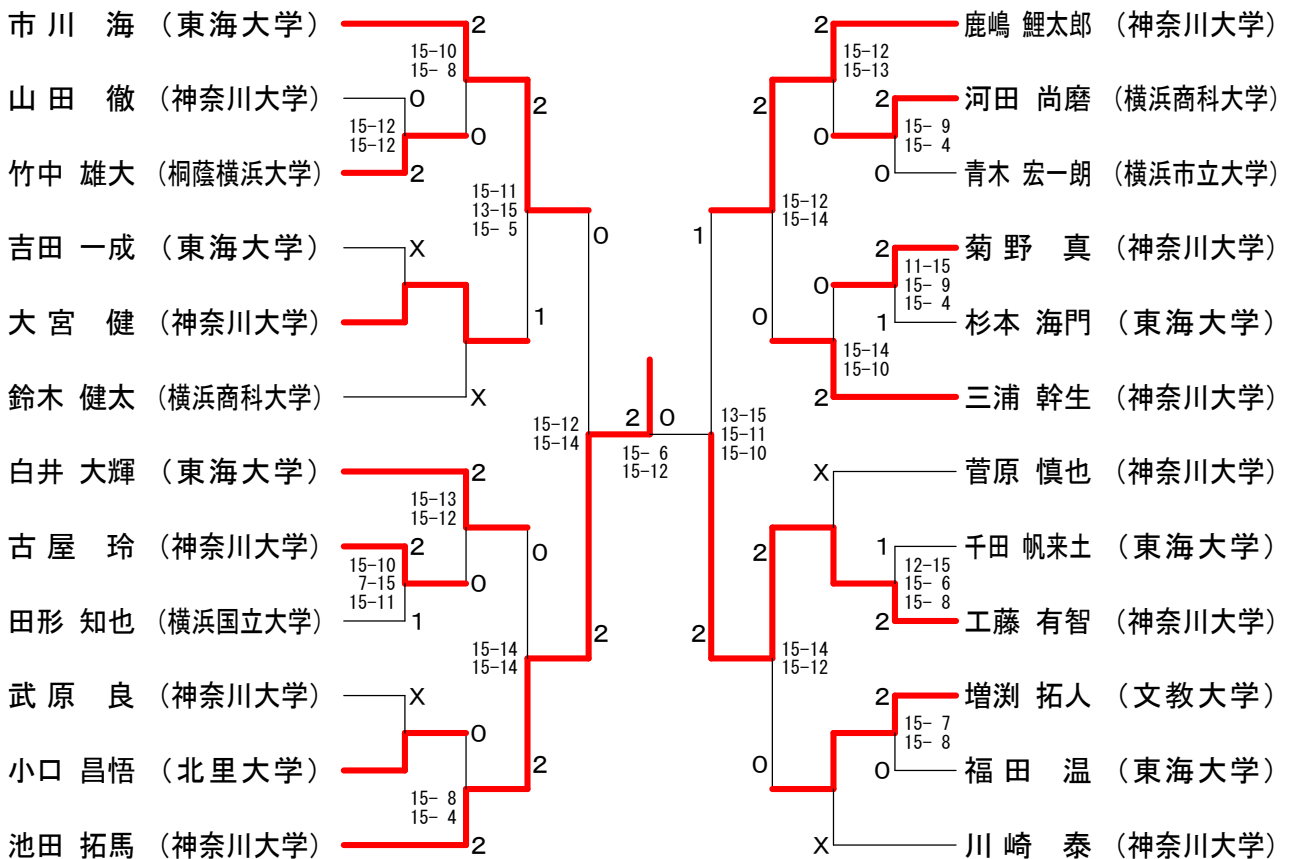 市川 海 (東海大学) 2 2 鹿嶋 鯉太郎 (神奈川大学)
15-10 15-12
15- 8 15-13
山田 徹 (神奈川大学) 0 2 2 2 河田 尚磨 (横浜商科大学)
15-12 0 0 15- 9
15-12 15- 4
竹中 雄大 (桐蔭横浜大学) 2 0 青木 宏一朗 (横浜市立大学)
15-11 15-12
13-15 15-14
15- 5
吉田 一成 (東海大学) X 0 1 2 菊野 真 (神奈川大学)
0 11-15
15- 9
15- 4
大宮 健 (神奈川大学) 1 0 1 杉本 海門 (東海大学)
15-14
15-10
鈴木 健太 (横浜商科大学) X 2 三浦 幹生 (神奈川大学)
15-12 2 0 13-15
15-14 15- 6 15-11
15-12 15-10
白井 大輝 (東海大学) 2 X 菅原 慎也 (神奈川大学)
15-13
15-12
古屋 玲 (神奈川大学) 2 0 2 1 千田 帆来土 (東海大学)
15-10 0 12-15
7-15 15- 6
15-11 15- 8
田形 知也 (横浜国立大学) 1 2 2 2 工藤 有智 (神奈川大学)
15-14 15-14
15-14 15-12
武原 良 (神奈川大学) X 2 増渕 拓人 (文教大学)
0 15- 7
15- 8
小口 昌悟 (北里大学) 2 0 0 福田 温 (東海大学)
15- 8
15- 4
池田 拓馬 (神奈川大学) 2 X 川崎 泰 (神奈川大学)